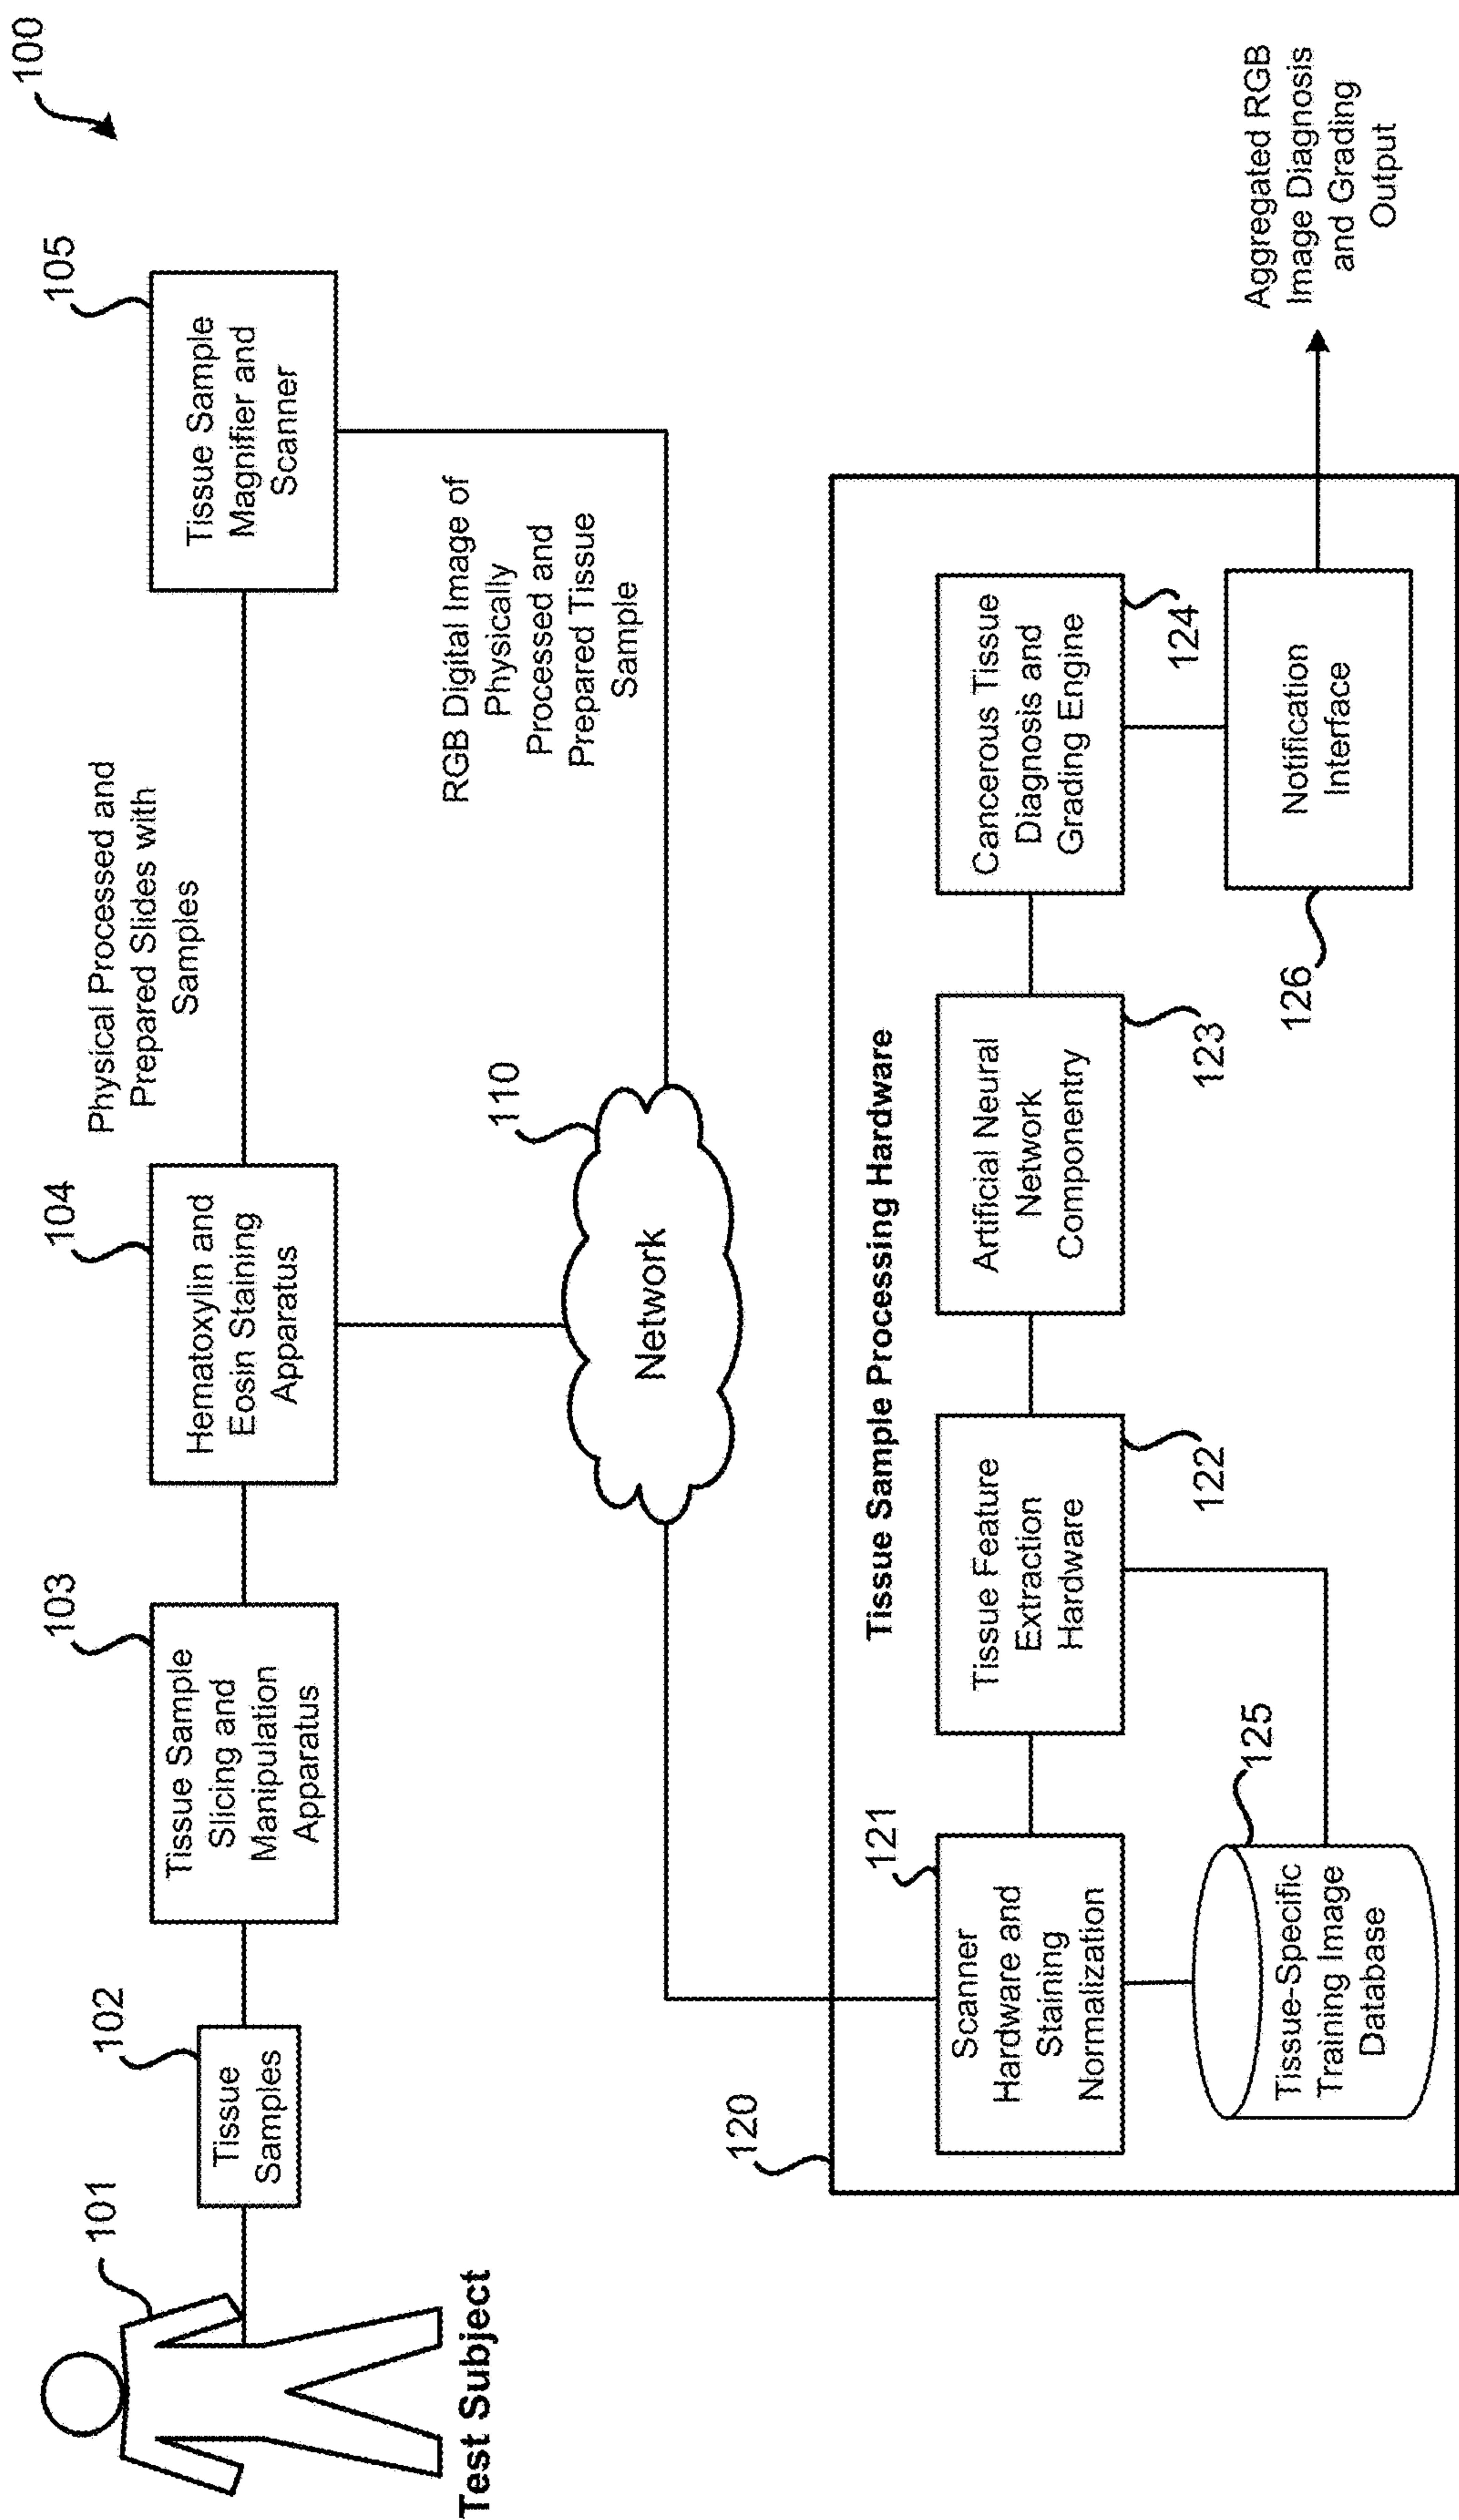 100
101
Test Subject
102
Tissue
Samples
103
Tissue Sample
Slicing and
Manipulation
Apparatus
104
Hematoxylin and
Eosin Staining
Apparatus
Physical Processed and
Prepared Slides with
Samples
105
Tissue Sample
Magnifier and
Scanner
RGB Digital Image of
Physically
Processed and
Prepared Tissue
Sample
110
Network
120
Tissue Sample Processing Hardware
121
Scanner
Hardware and
Staining
Normalization
122
Tissue Feature
Extraction
Hardware
123
Artificial Neural
Network
Componentry
124
Cancerous Tissue
Diagnosis and
Grading Engine
125
Tissue-Specific
Training Image
Database
126
Notification
Interface
Aggregated RGB
Image Diagnosis
and Grading
Output